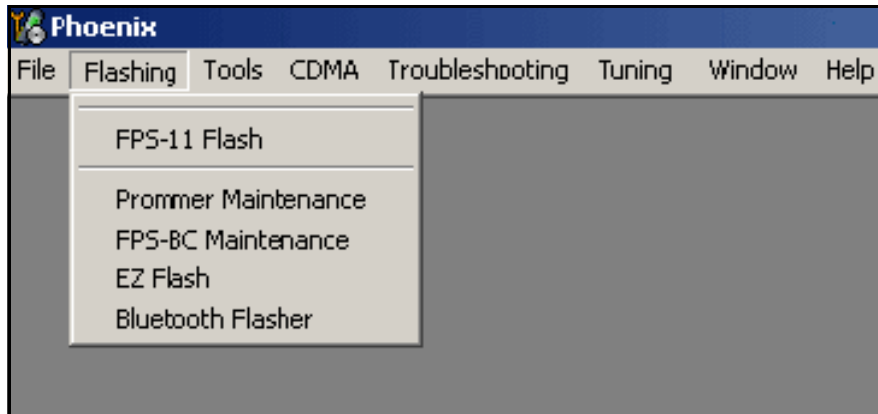 Phoenix
File Flashing Tools CDMA Troubleshooting Tuning Window Help
FPS-11 Flash
Prommer Maintenance
FPS-BC Maintenance
EZ Flash
Bluetooth Flasher